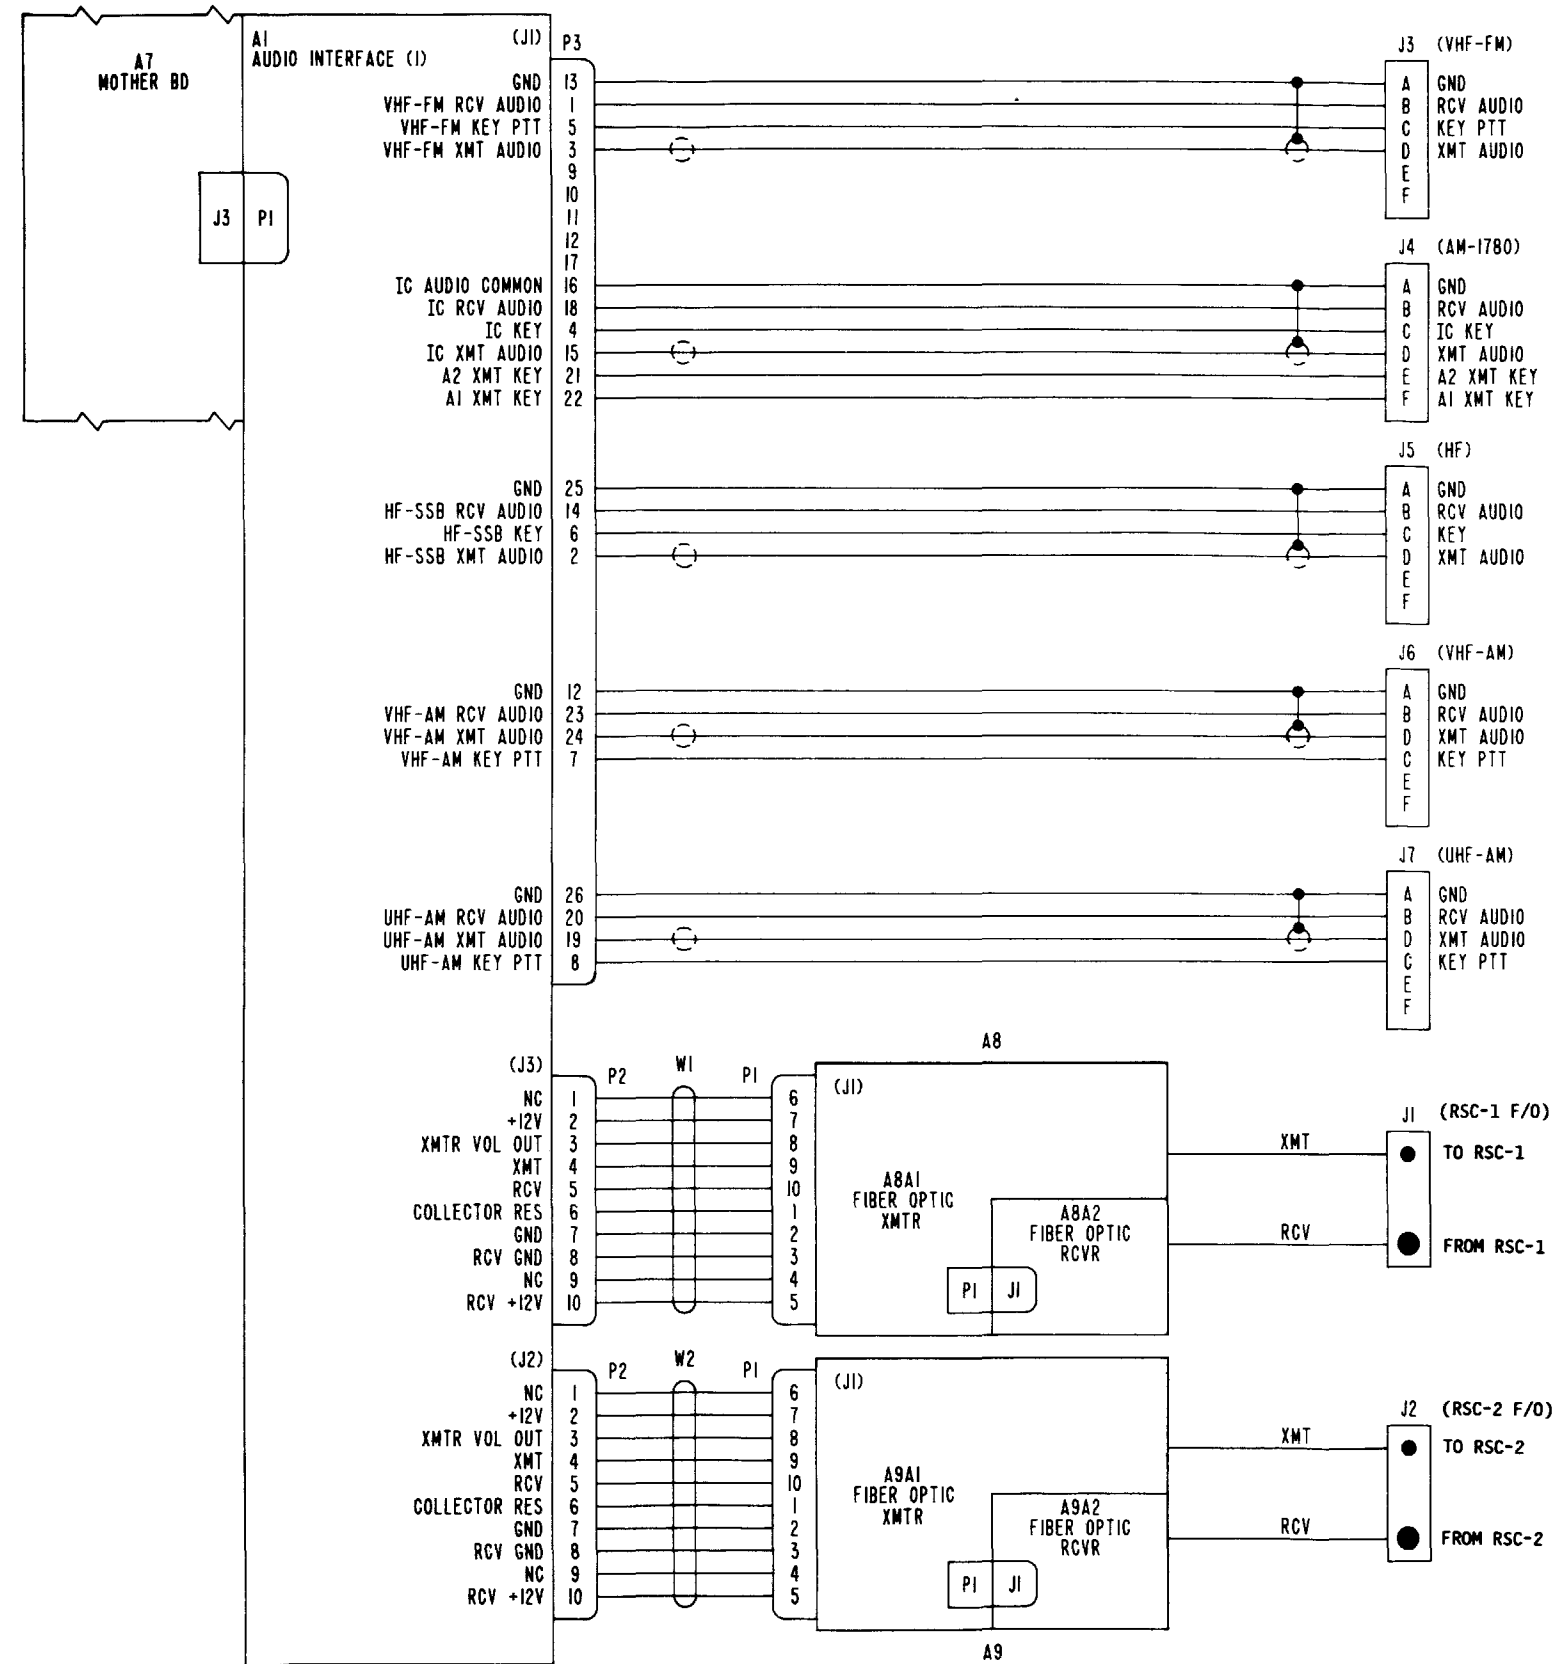 A7
MOTHER BD
A1 (J1) P3
AUDIO INTERFACE (1)
J3 P1
GND 13
VHF-FM RCV AUDIO 1
VHF-FM KEY PTT 5
VHF-FM XMT AUDIO 3
9
10
11
12
17
IC AUDIO COMMON 16
IC RCV AUDIO 18
IC KEY 4
IC XMT AUDIO 15
A2 XMT KEY 21
A1 XMT KEY 22
GND 25
HF-SSB RCV AUDIO 14
HF-SSB KEY 6
HF-SSB XMT AUDIO 2
GND 12
VHF-AM RCV AUDIO 23
VHF-AM XMT AUDIO 24
VHF-AM KEY PTT 7
GND 26
UHF-AM RCV AUDIO 20
UHF-AM XMT AUDIO 19
UHF-AM KEY PTT 8
J3 (VHF-FM)
A GND
B RCV AUDIO
C KEY PTT
D XMT AUDIO
E
F
J4 (AM-1780)
A GND
B RCV AUDIO
C IC KEY
D XMT AUDIO
E A2 XMT KEY
F A1 XMT KEY
J5 (HF)
A GND
B RCV AUDIO
C KEY
D XMT AUDIO
E
F
J6 (VHF-AM)
A GND
B RCV AUDIO
D XMT AUDIO
C KEY PTT
E
F
J7 (UHF-AM)
A GND
B RCV AUDIO
D XMT AUDIO
C KEY PTT
E
F
(J3) P2 W1 P1
NC 1 6
+12V 2 7
XMTR VOL OUT 3 8
XMT 4 9
RCV 5 10
COLLECTOR RES 6 1
GND 7 2
RCV GND 8 3
NC 9 4
RCV +12V 10 5
A8
(J1)
A8A1
FIBER OPTIC
XMTR
A8A2
FIBER OPTIC
RCVR
P1 J1
XMT
RCV
J1 (RSC-1 F/O)
TO RSC-1
FROM RSC-1
(J2) P2 W2 P1
NC 1 6
+12V 2 7
XMTR VOL OUT 3 8
XMT 4 9
RCV 5 10
COLLECTOR RES 6 1
GND 7 2
RCV GND 8 3
NC 9 4
RCV +12V 10 5
(J1)
A9A1
FIBER OPTIC
XMTR
A9A2
FIBER OPTIC
RCVR
P1 J1
A9
XMT
RCV
J2 (RSC-2 F/O)
TO RSC-2
FROM RSC-2